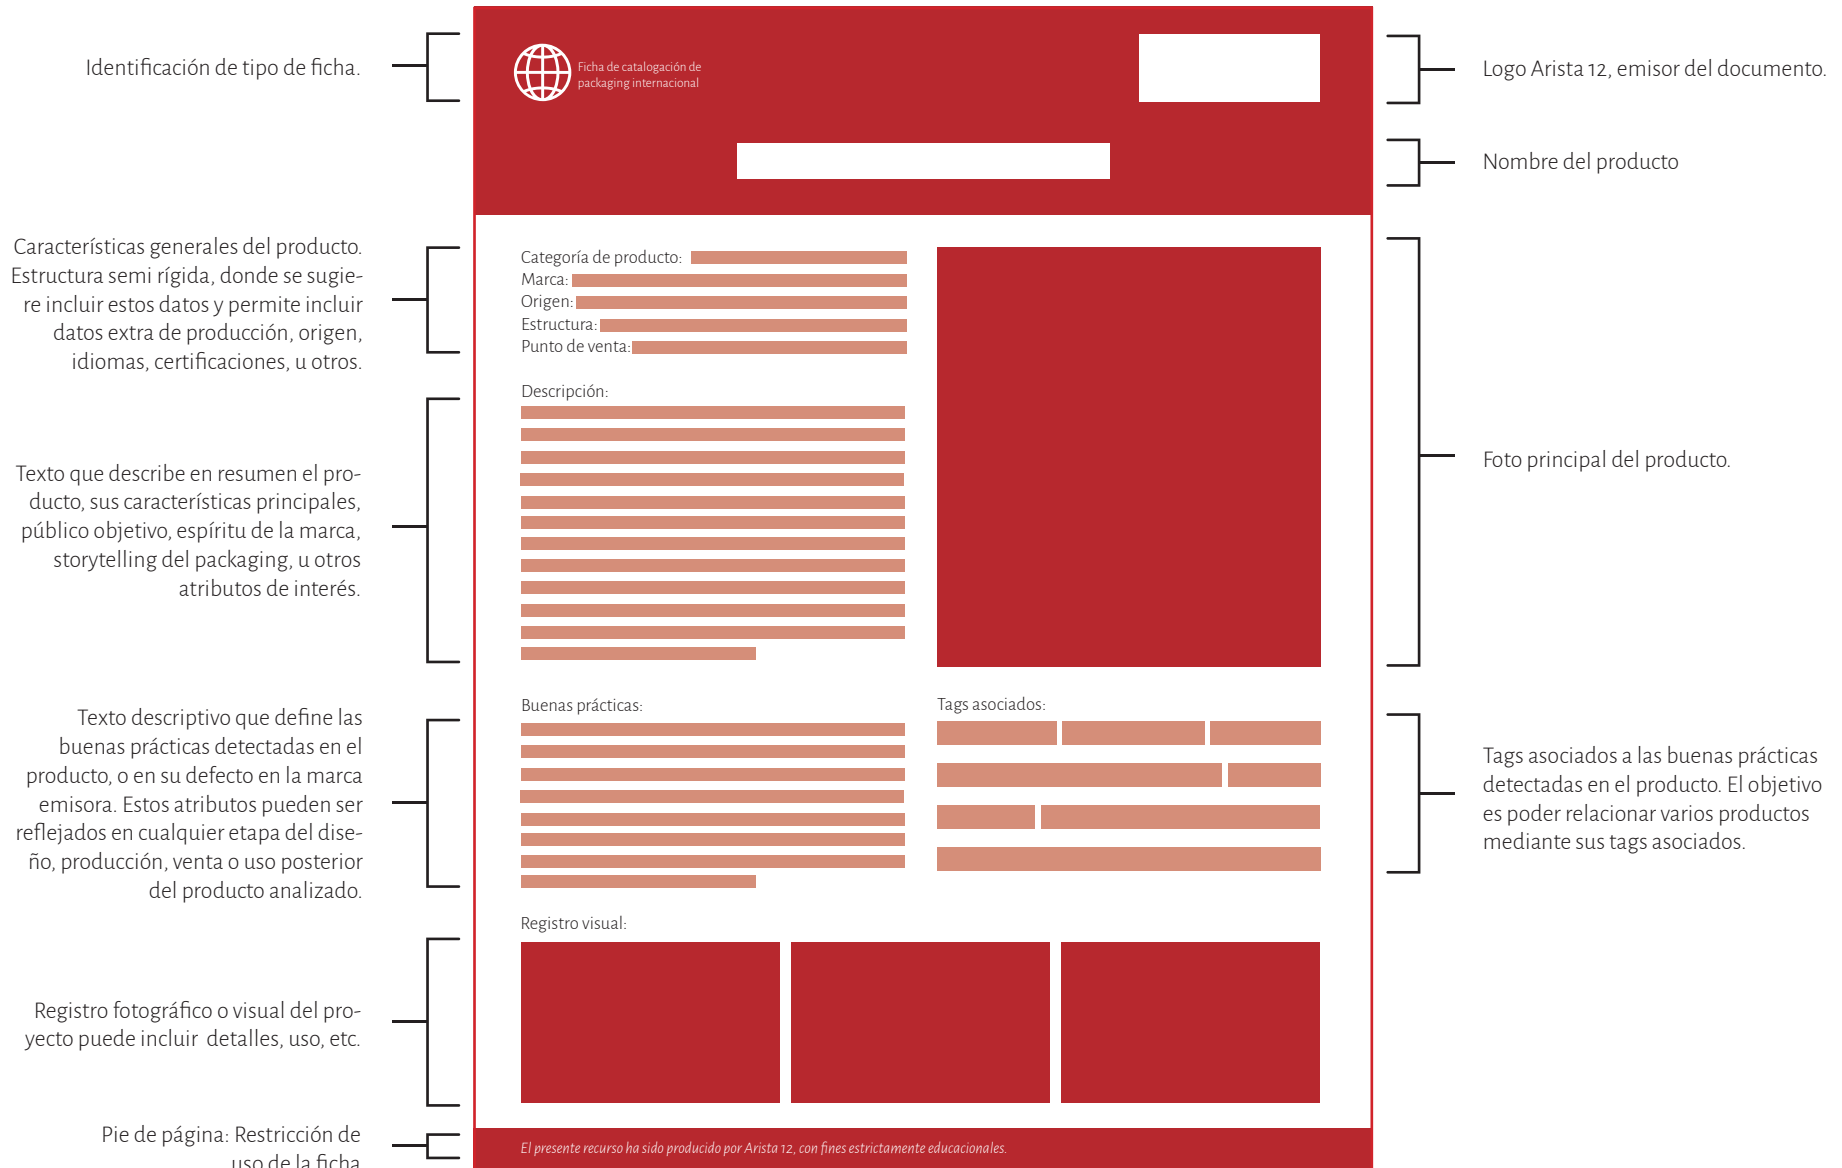 Identificación de tipo de ficha.
Ficha de catalogación de
packaging internacional
Logo Arista 12, emisor del documento.
Nombre del producto
Características generales del producto.
Estructura semi rígida, donde se sugie-
re incluir estos datos y permite incluir
datos extra de producción, origen,
idiomas, certificaciones, u otros.
Categoría de producto:
Marca:
Origen:
Estructura:
Punto de venta:
Descripción:
Texto que describe en resumen el pro-
ducto, sus características principales,
público objetivo, espíritu de la marca,
storytelling del packaging, u otros
atributos de interés.
Foto principal del producto.
Texto descriptivo que define las
buenas prácticas detectadas en el
producto, o en su defecto en la marca
emisora. Estos atributos pueden ser
reflejados en cualquier etapa del dise-
ño, producción, venta o uso posterior
del producto analizado.
Buenas prácticas:
Tags asociados:
Tags asociados a las buenas prácticas
detectadas en el producto. El objetivo
es poder relacionar varios productos
mediante sus tags asociados.
Registro visual:
Registro fotográfico o visual del pro-
yecto puede incluir detalles, uso, etc.
Pie de página: Restricción de
uso de la ficha
El presente recurso ha sido producido por Arista 12, con fines estrictamente educacionales.